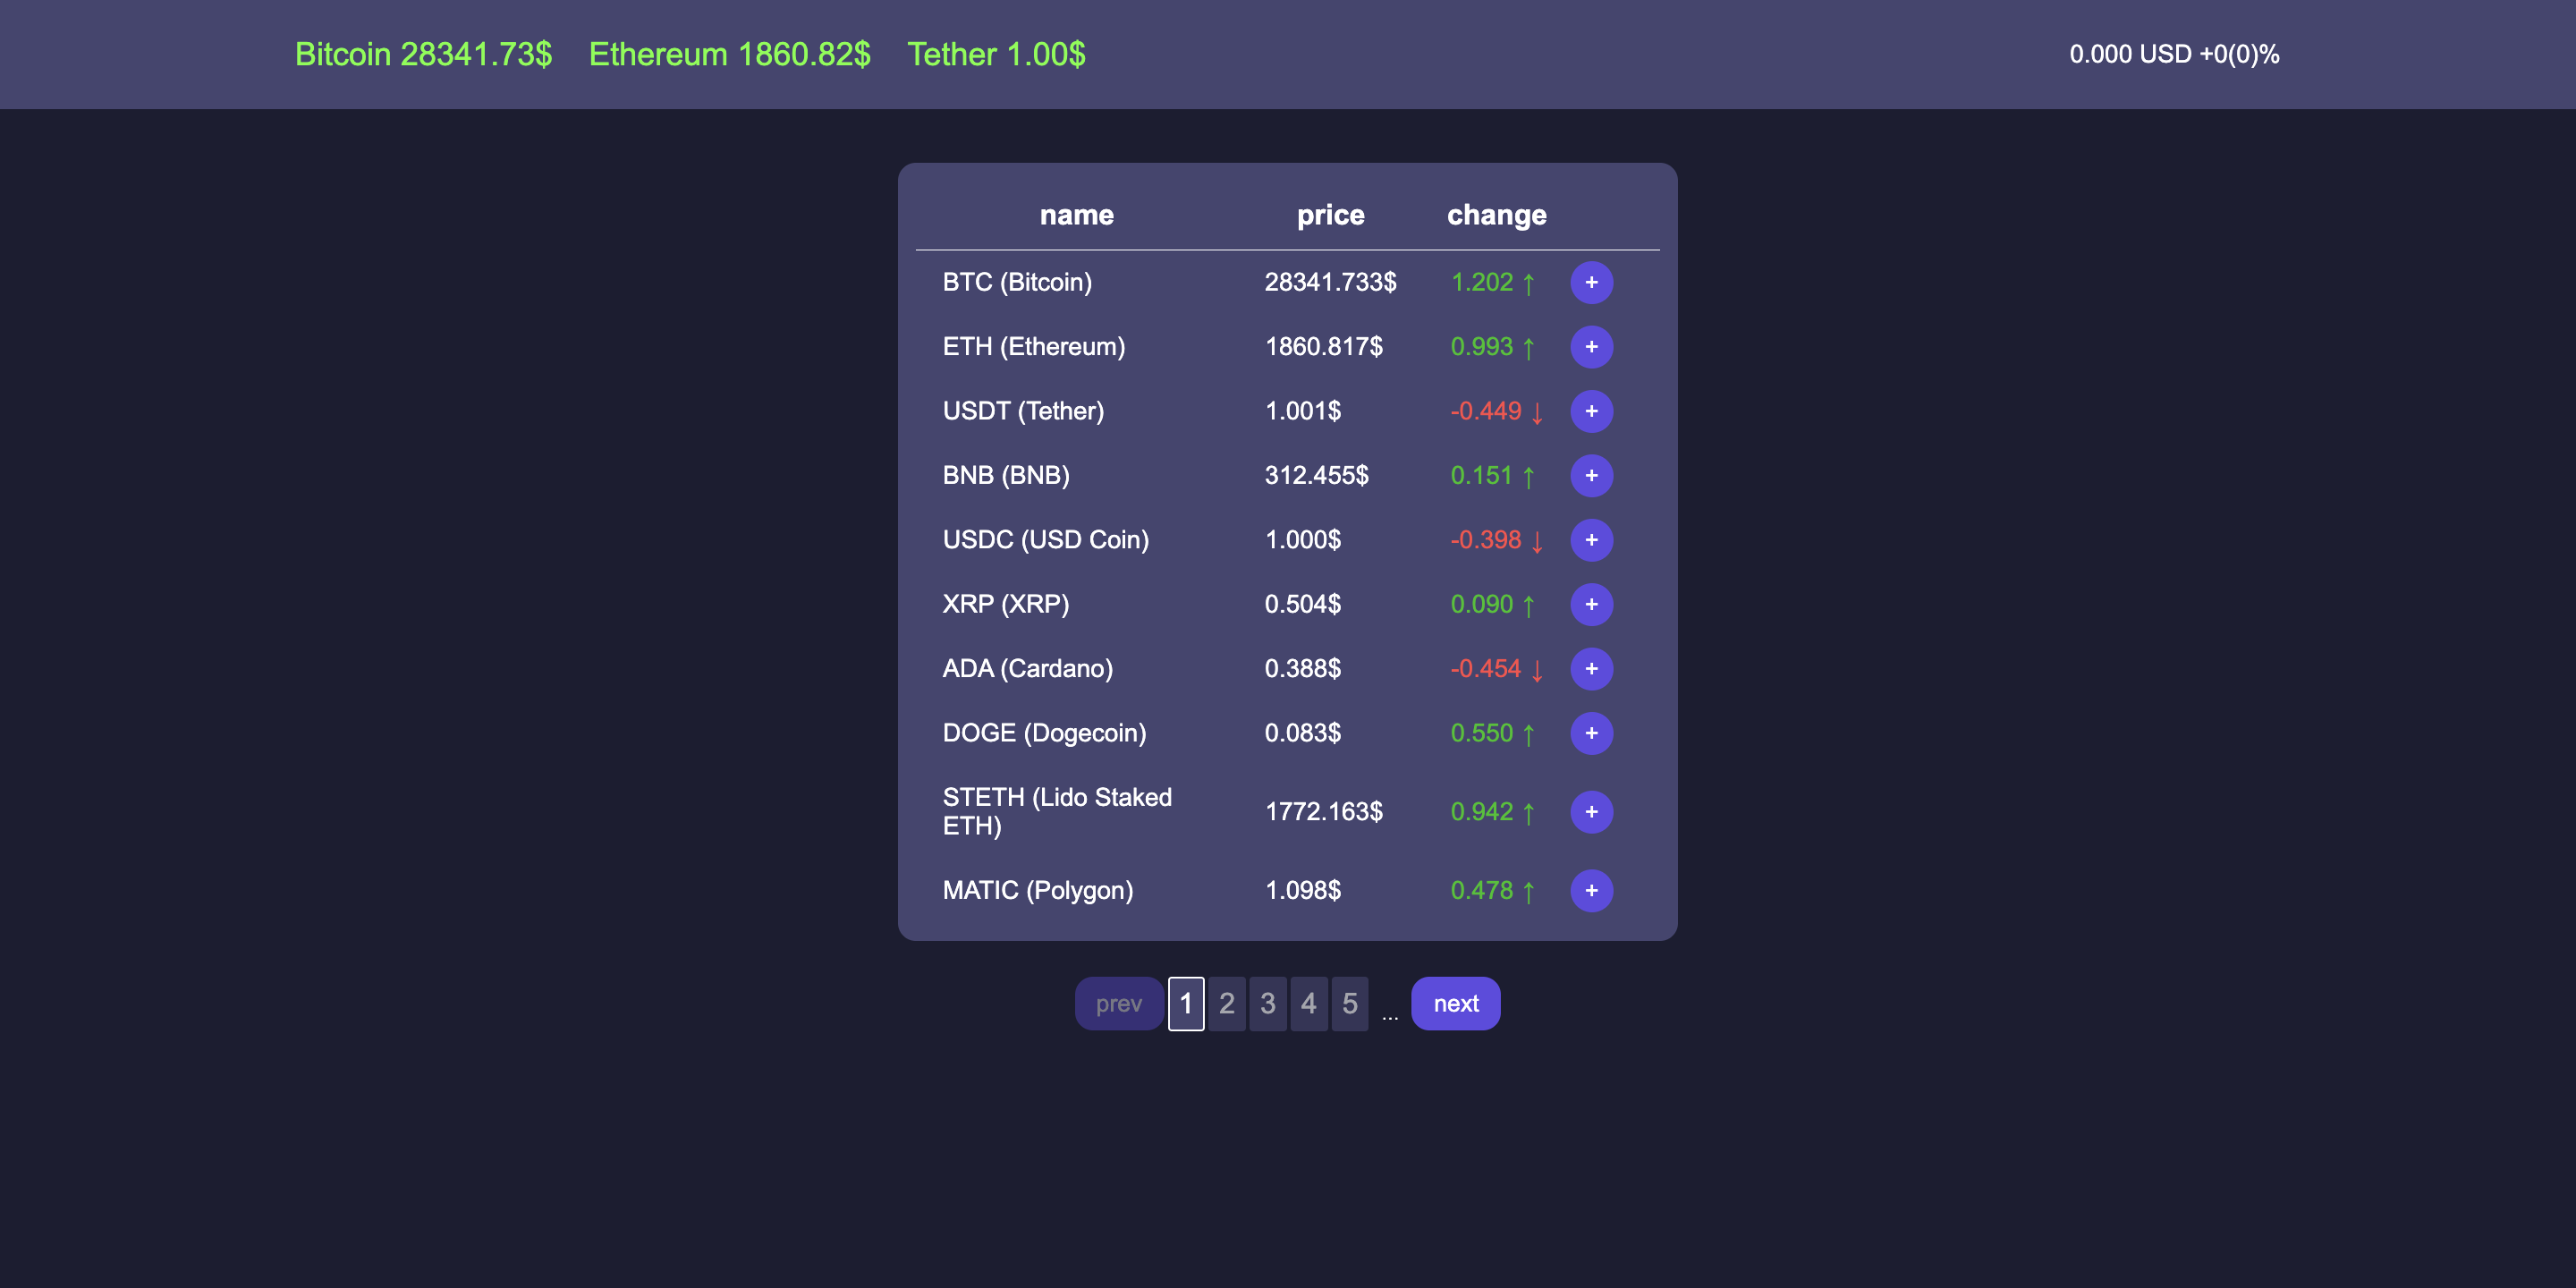 Bitcoin 28341.73$ Ethereum 1860.82$ Tether 1.00$ 0.000 USD +0(0)%
name price change
BTC (Bitcoin) 28341.733$ 1.202 ↑ +
ETH (Ethereum) 1860.817$ 0.993 ↑ +
USDT (Tether) 1.001$ -0.449 ↓ +
BNB (BNB) 312.455$ 0.151 ↑ +
USDC (USD Coin) 1.000$ -0.398 ↓ +
XRP (XRP) 0.504$ 0.090 ↑ +
ADA (Cardano) 0.388$ -0.454 ↓ +
DOGE (Dogecoin) 0.083$ 0.550 ↑ +
STETH (Lido Staked
ETH) 1772.163$ 0.942 ↑ +
MATIC (Polygon) 1.098$ 0.478 ↑ +
prev 1 2 3 4 5 ... next